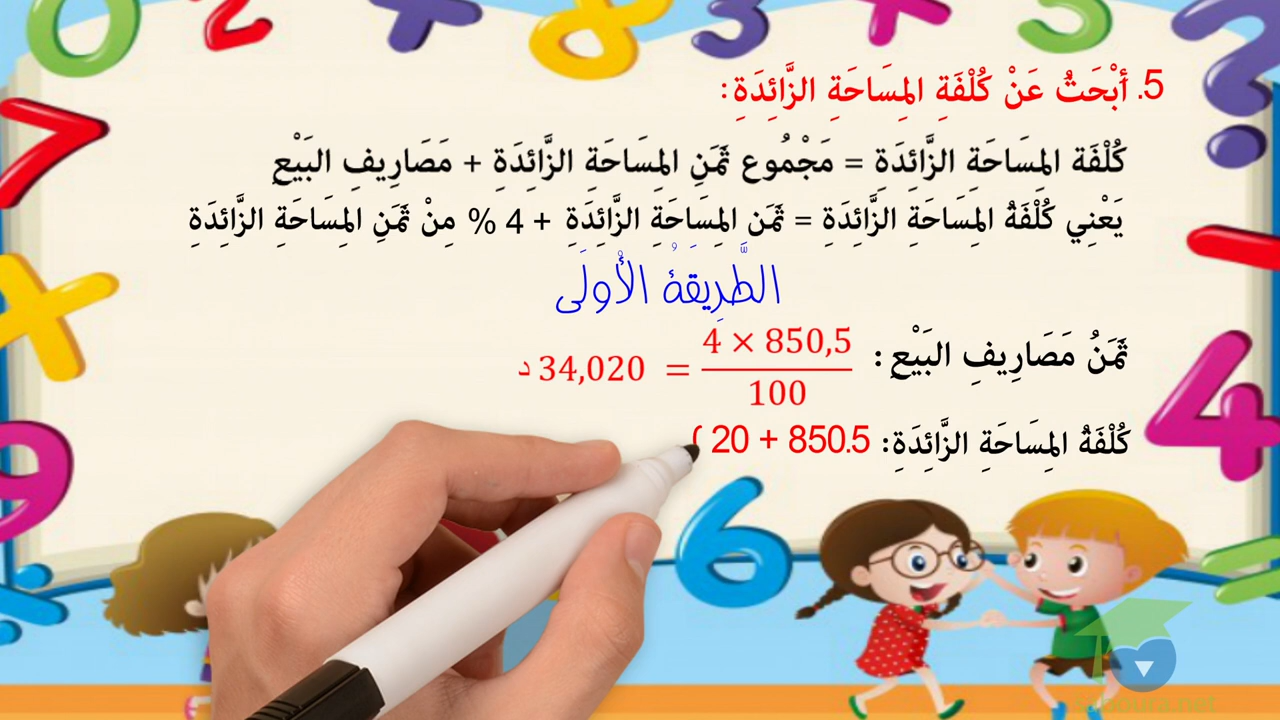 5. أَبْحَثُ عَنْ كُلْفَةِ المِسَاحَةِ الزَّائِدَةِ:
كُلْفَة المِسَاحَةِ الزَّائِدَةِ = مَجْمُوع ثَمَنِ المِسَاحَةِ الزَّائِدَةِ + مَصَارِيفِ البَيْعِ
يَعْنِي كُلْفَةُ المِسَاحَةِ الزَّائِدَةِ = ثَمَن المِسَاحَةِ الزَّائِدَةِ + 4 % مِنْ ثَمَنِ المِسَاحَةِ الزَّائِدَةِ
الطَّرِيقَةُ الأُولَى
ثَمَنُ مَصَارِيفِ البَيْعِ : 4 × 850,5 / 100 = 34,020 د
كُلْفَةُ المِسَاحَةِ الزَّائِدَةِ: 850.5 + 20
Alboura.net